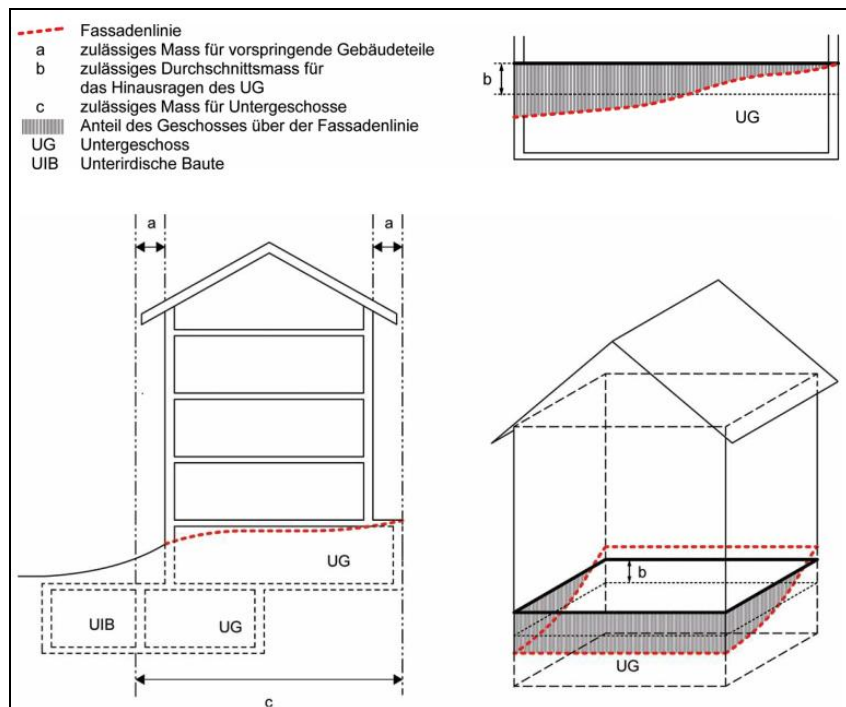 Fassadenlinie
a zulässiges Mass für vorspringende Gebäudeteile
b zulässiges Durchschnittsmass für
das Hinausragen des UG
c zulässiges Mass für Untergeschosse
Anteil des Geschosses über der Fassadenlinie
UG Untergeschoss
UIB Unterirdische Baute
b
UG
a
a
UG
UIB
UG
c
b
UG